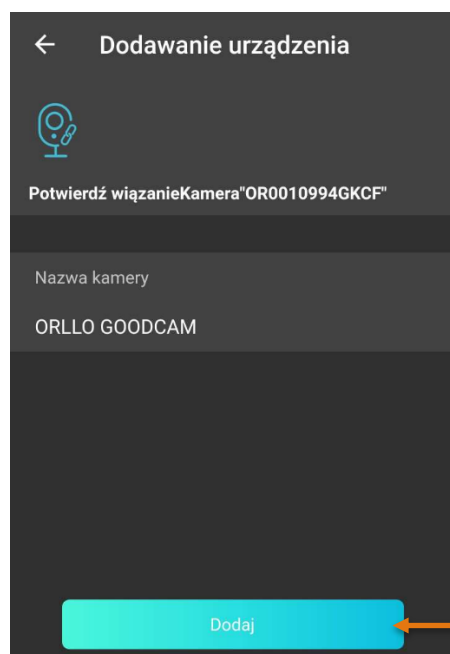 Dodawanie urządzenia
Potwierdź wiązanieKamera"OR0010994GKCF"
Nazwa kamery
ORLLO GOODCAM
Dodaj